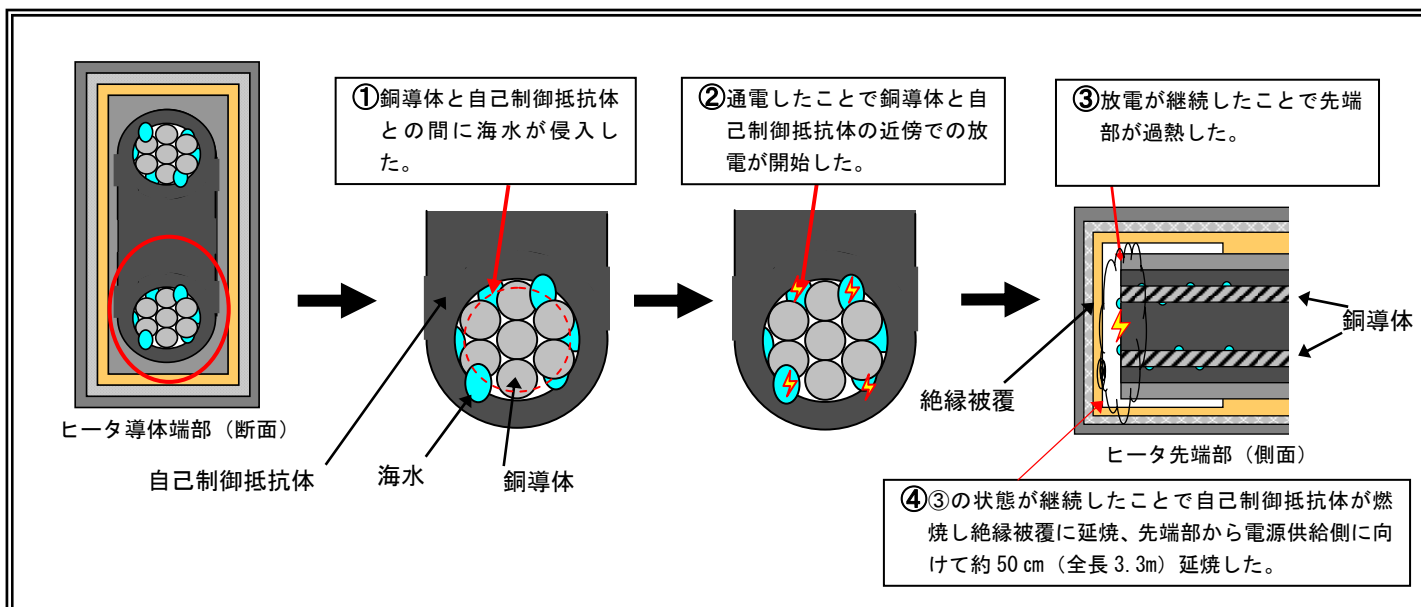 ①銅導体と自己制御抵抗体
との間に海水が侵入し
た。
②通電したことで銅導体と自
己制御抵抗体の近傍での放
電が開始した。
③放電が継続したことで先端
部が過熱した。
銅導体
絶縁被覆
ヒータ導体端部（断面）
ヒータ先端部（側面）
自己制御抵抗体
海水
銅導体
④③の状態が継続したことで自己制御抵抗体が燃
焼し絶縁被覆に延焼、先端部から電源供給側に向
けて約 50 cm（全長 3.3m）延焼した。